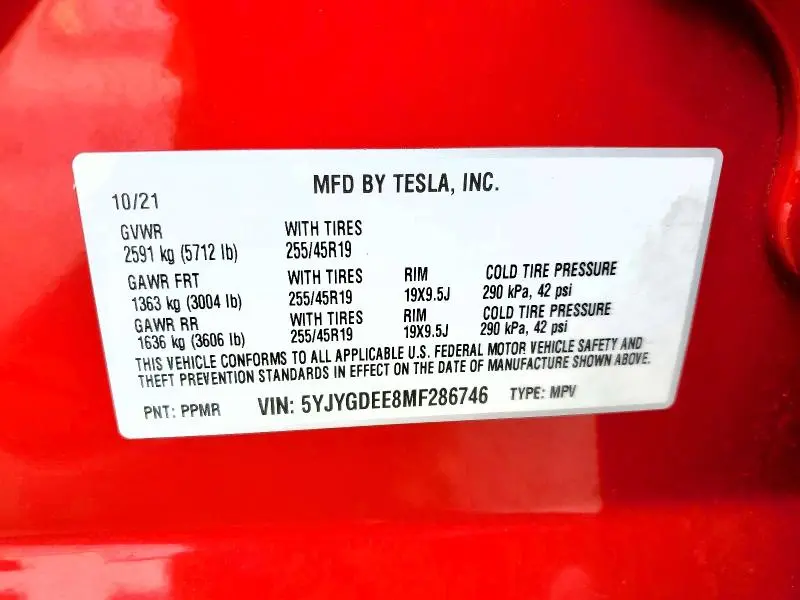 MFD BY TESLA, INC.
10/21
GVWR WITH TIRES
2591 kg (5712 lb) 255/45R19
GAWR FRT WITH TIRES RIM COLD TIRE PRESSURE
1363 kg (3004 lb) 255/45R19 19X9.5J 290 kPa, 42 psi
GAWR RR WITH TIRES RIM COLD TIRE PRESSURE
1636 kg (3606 lb) 255/45R19 19X9.5J 290 kPa, 42 psi
THIS VEHICLE CONFORMS TO ALL APPLICABLE U.S. FEDERAL MOTOR VEHICLE SAFETY AND
THEFT PREVENTION STANDARDS IN EFFECT ON THE DATE OF MANUFACTURE SHOWN ABOVE.
PNT: PPMR VIN: 5YJYGDEE8MF286746 TYPE: MPV